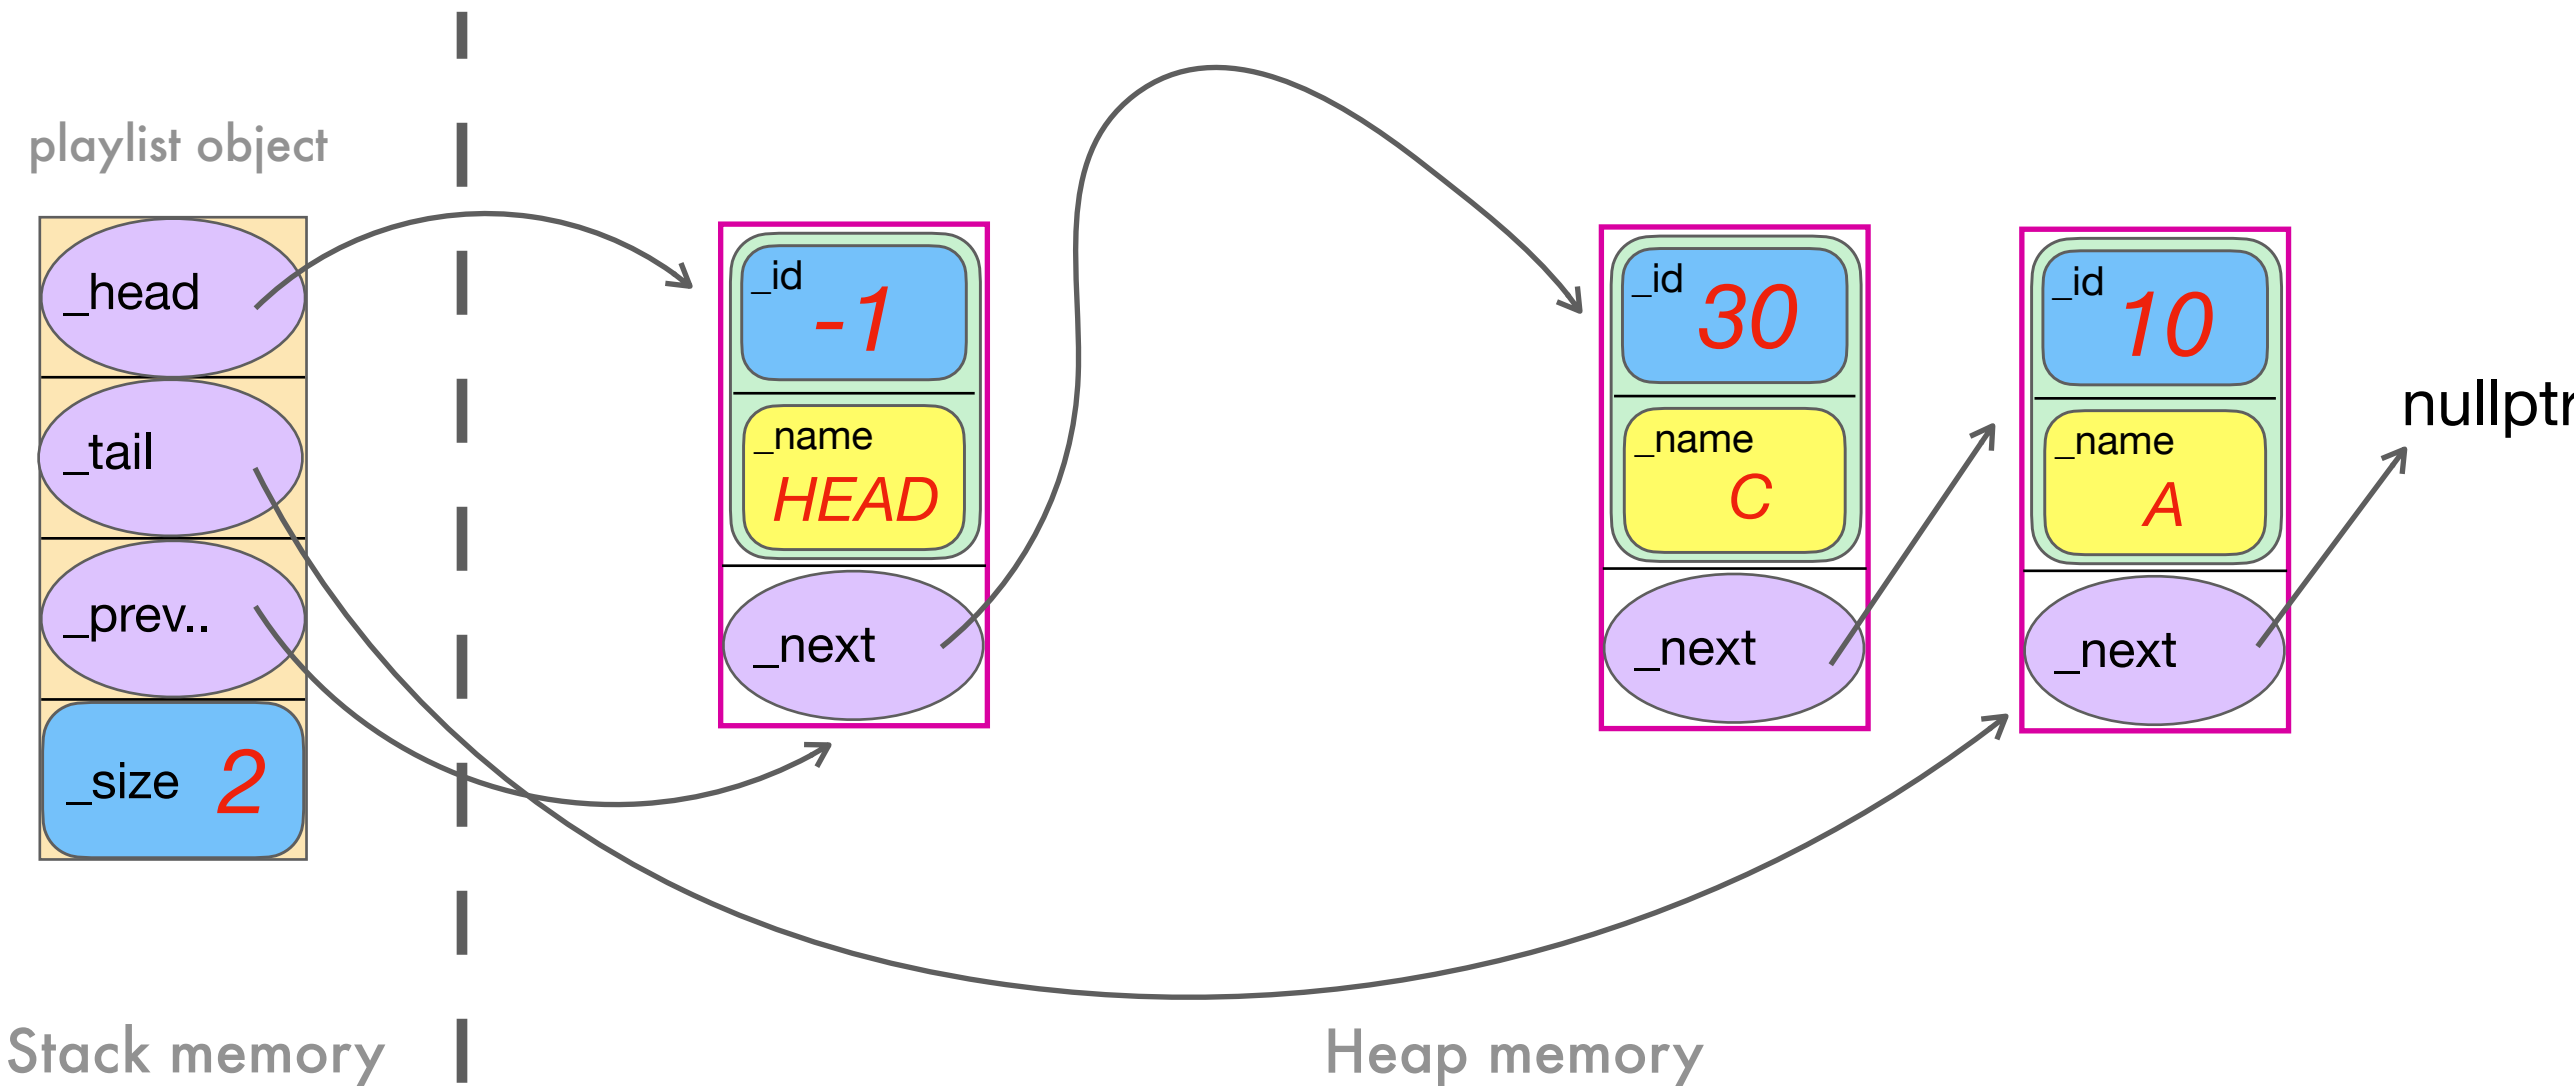 playlist object
_head
_tail
_prev..
_size 2
_id
-1
_name
HEAD
_next
_id
30
_name
C
_next
_id
10
_name
A
_next
nullptr
Stack memory
Heap memory